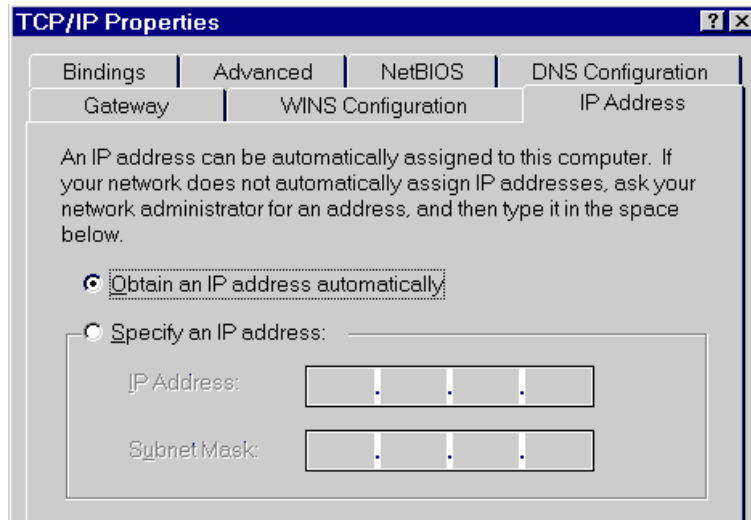 TCP/IP Properties
Bindings Advanced NetBIOS DNS Configuration
Gateway WINS Configuration IP Address
An IP address can be automatically assigned to this computer. If
your network does not automatically assign IP addresses, ask your
network administrator for an address, and then type it in the space
below.
Obtain an IP address automatically
Specify an IP address:
IP Address:
Subnet Mask: